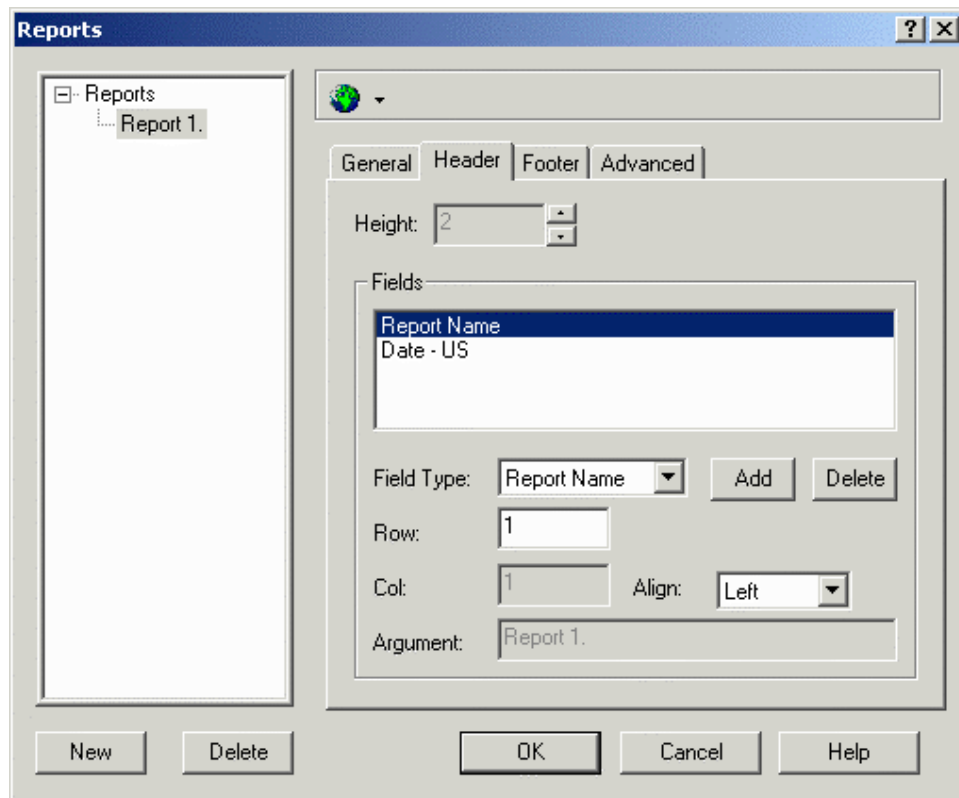 Reports
Reports
Report 1.
General Header Footer Advanced
Height: 2
Fields
Report Name
Date - US
Field Type: Report Name Add Delete
Row: 1
Col: 1 Align: Left
Argument: Report 1.
New Delete OK Cancel Help